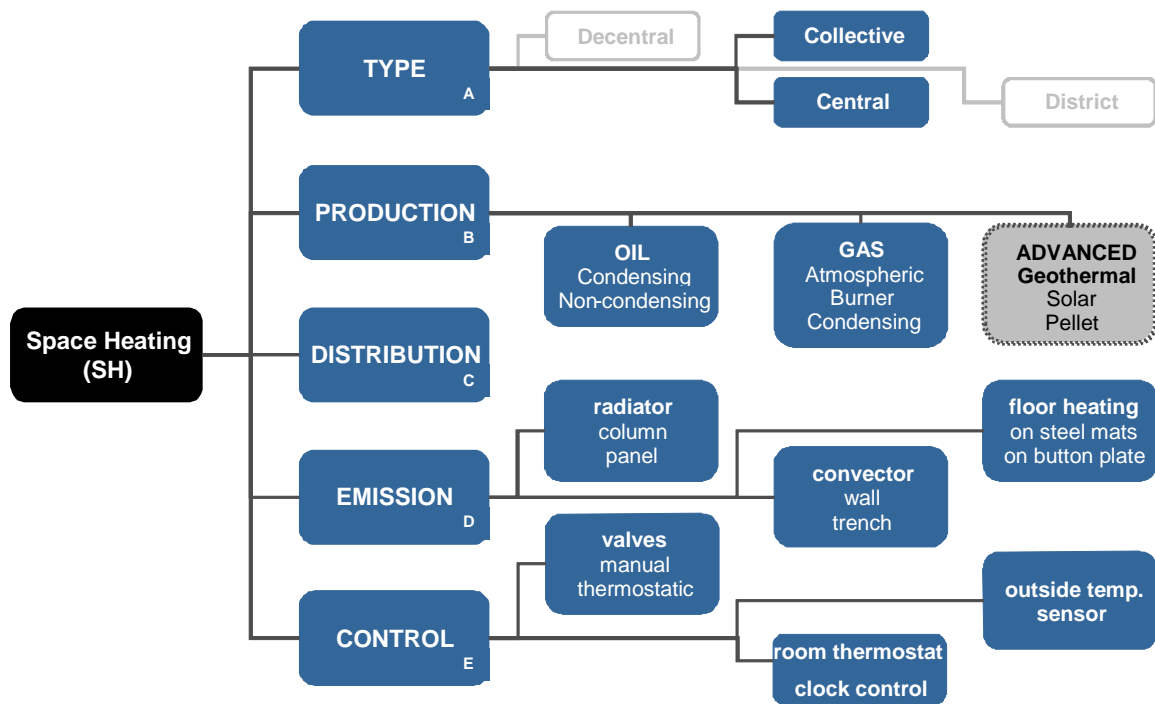 Space Heating
(SH)
TYPE
A
Decentral
Collective
Central
District
PRODUCTION
B
OIL
Condensing
Non-condensing
GAS
Atmospheric
Burner
Condensing
ADVANCED
Geothermal
Solar
Pellet
DISTRIBUTION
C
EMISSION
D
radiator
column
panel
convector
wall
trench
floor heating
on steel mats
on button plate
CONTROL
E
valves
manual
thermostatic
room thermostat
clock control
outside temp.
sensor